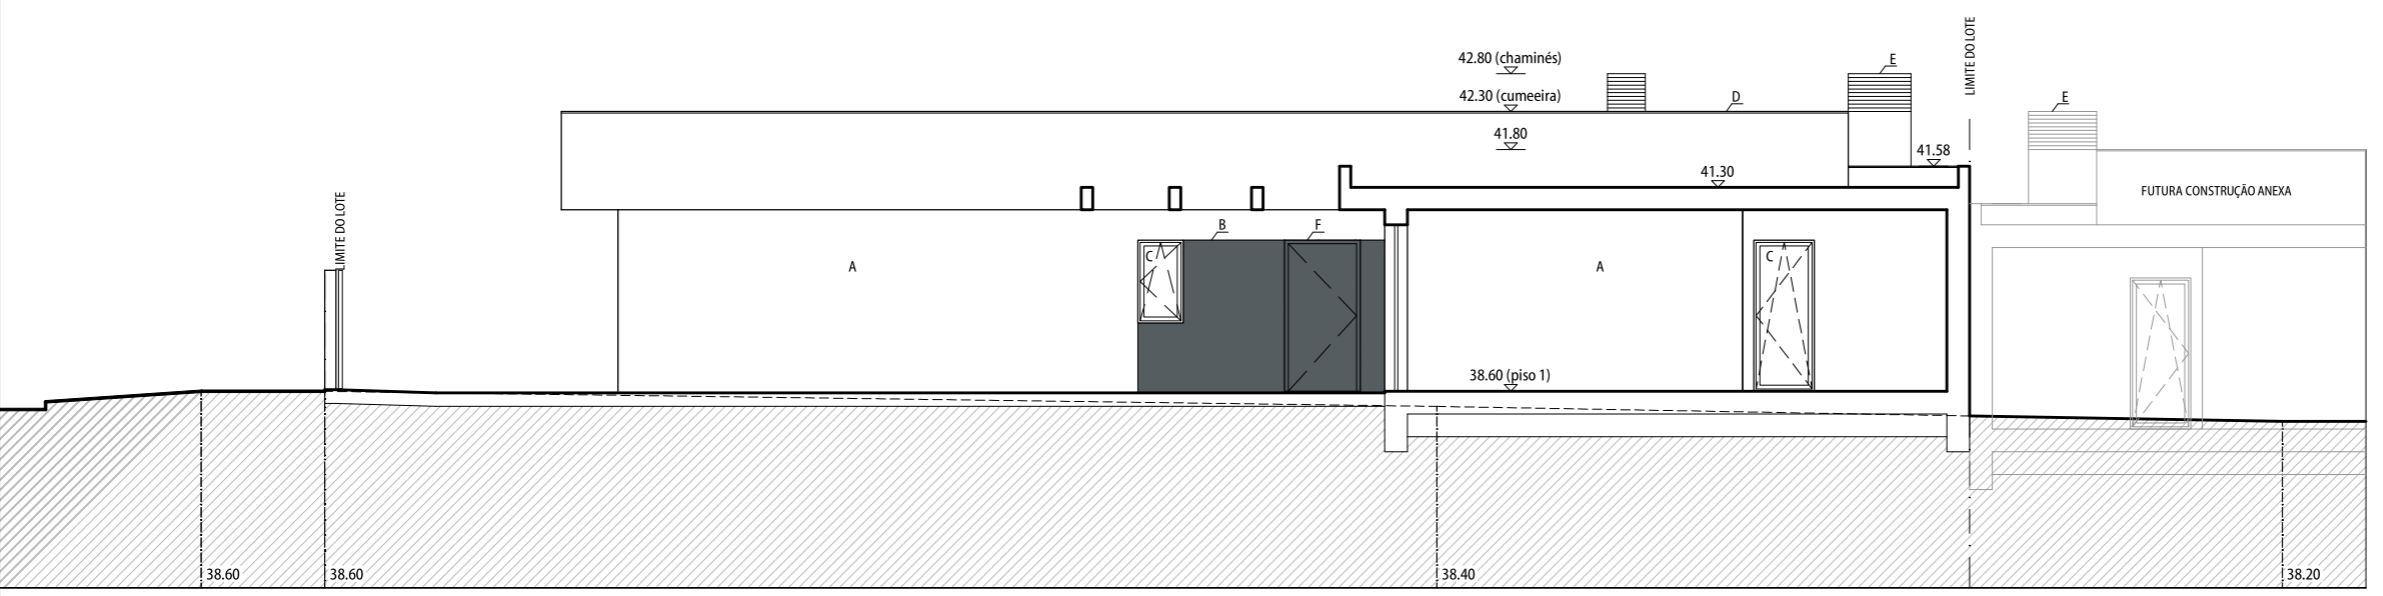 LIMITE DO LOTE
42.80 (chaminés)
E
42.30 (cumeeira)
D
E
41.80
41.58
41.30
FUTURA CONSTRUÇÃO ANEXA
LIMITE DO LOTE
B
F
C
C
A
A
38.60 (piso 1)
38.60
38.60
38.40
38.20